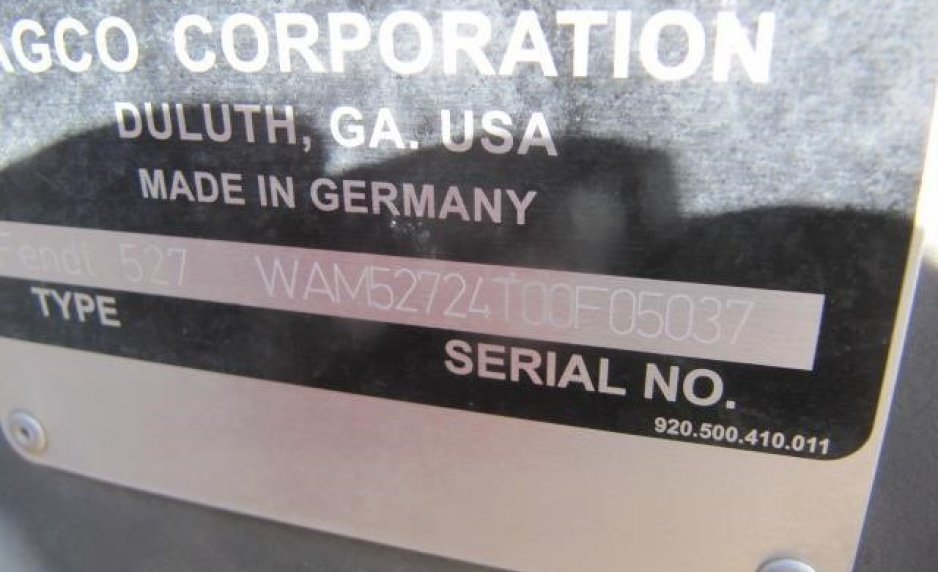 AGCO CORPORATION
DULUTH, GA. USA
MADE IN GERMANY
Fendt 527 WAM52724T00F05037
TYPE
SERIAL NO.
920.500.410.011